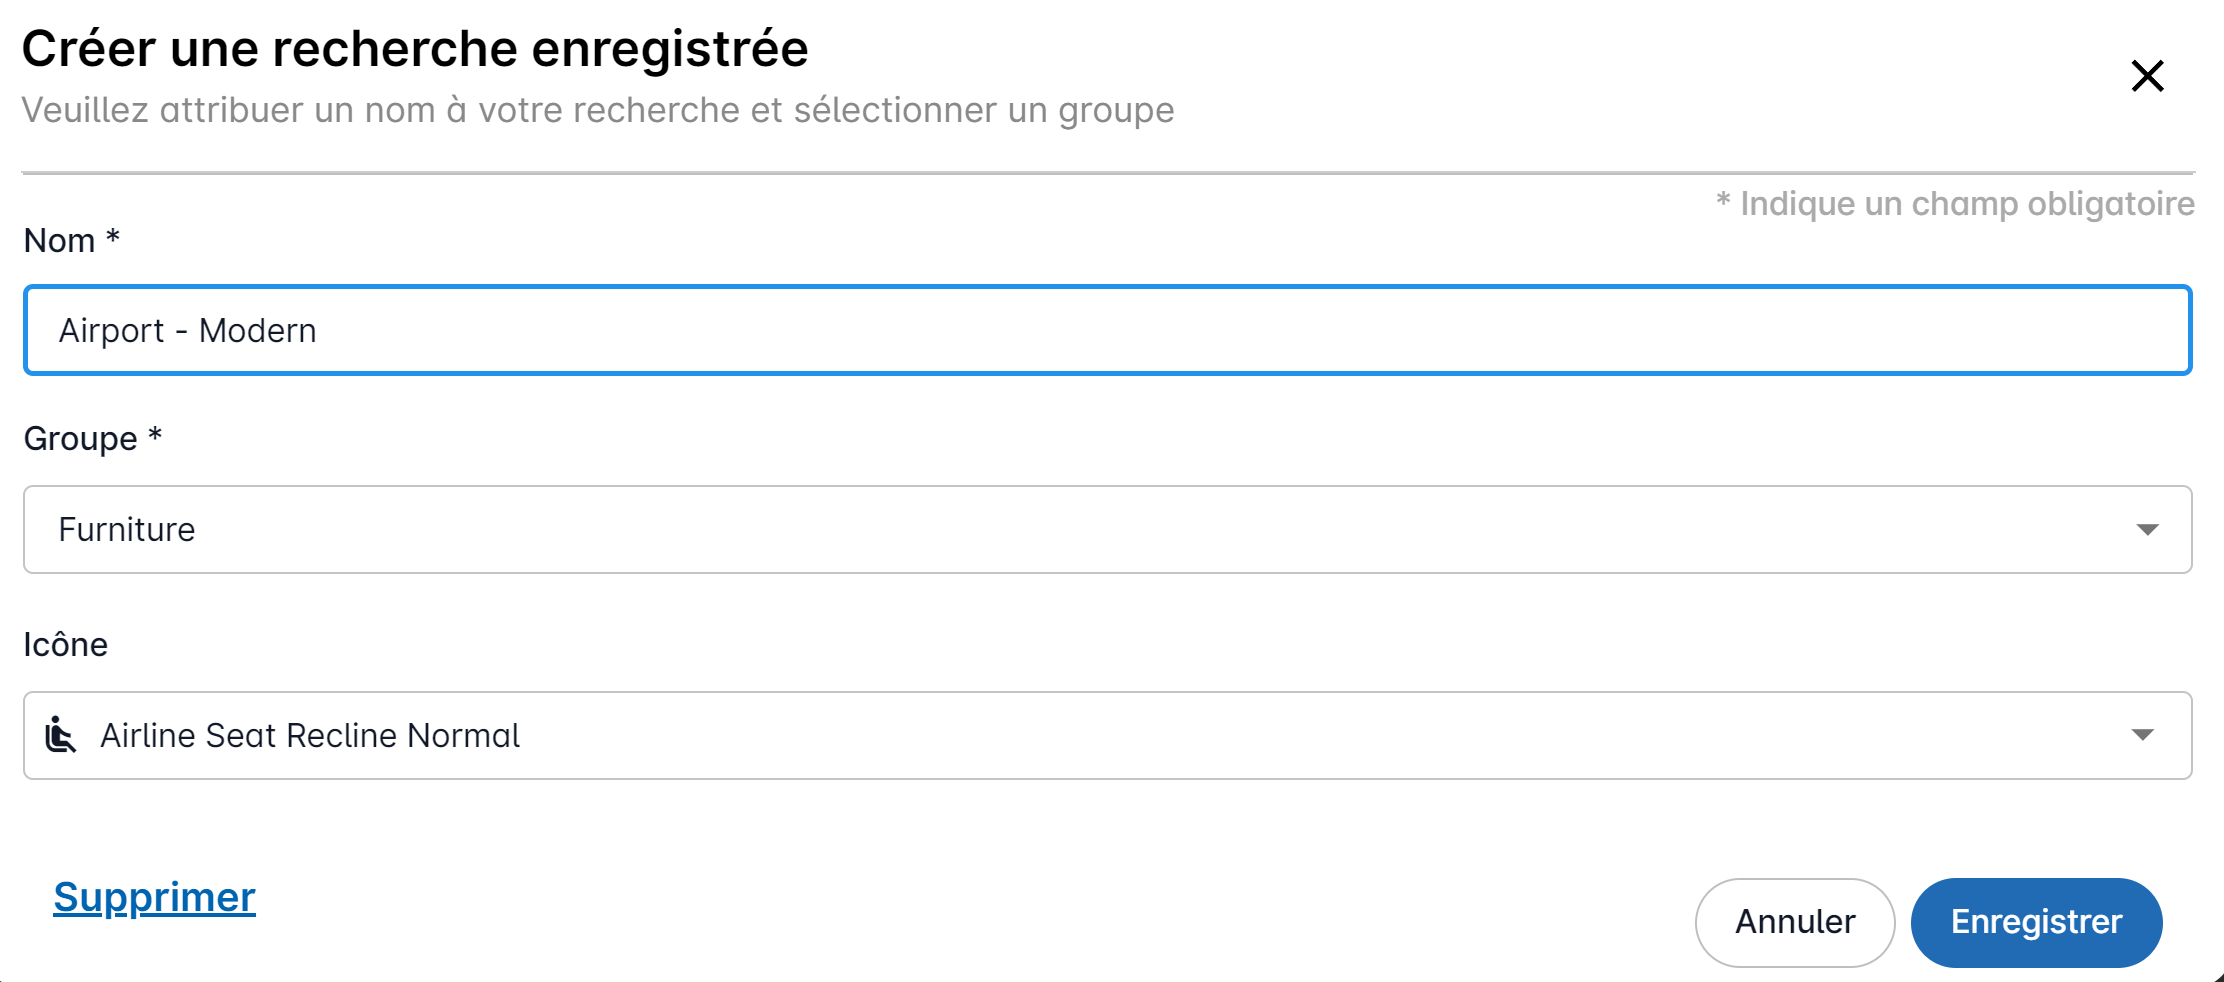 Créer une recherche enregistrée
Veuillez attribuer un nom à votre recherche et sélectionner un groupe
* Indique un champ obligatoire
Nom *
Airport - Modern
Groupe *
Furniture
Icône
Airline Seat Recline Normal
Supprimer
Annuler
Enregistrer